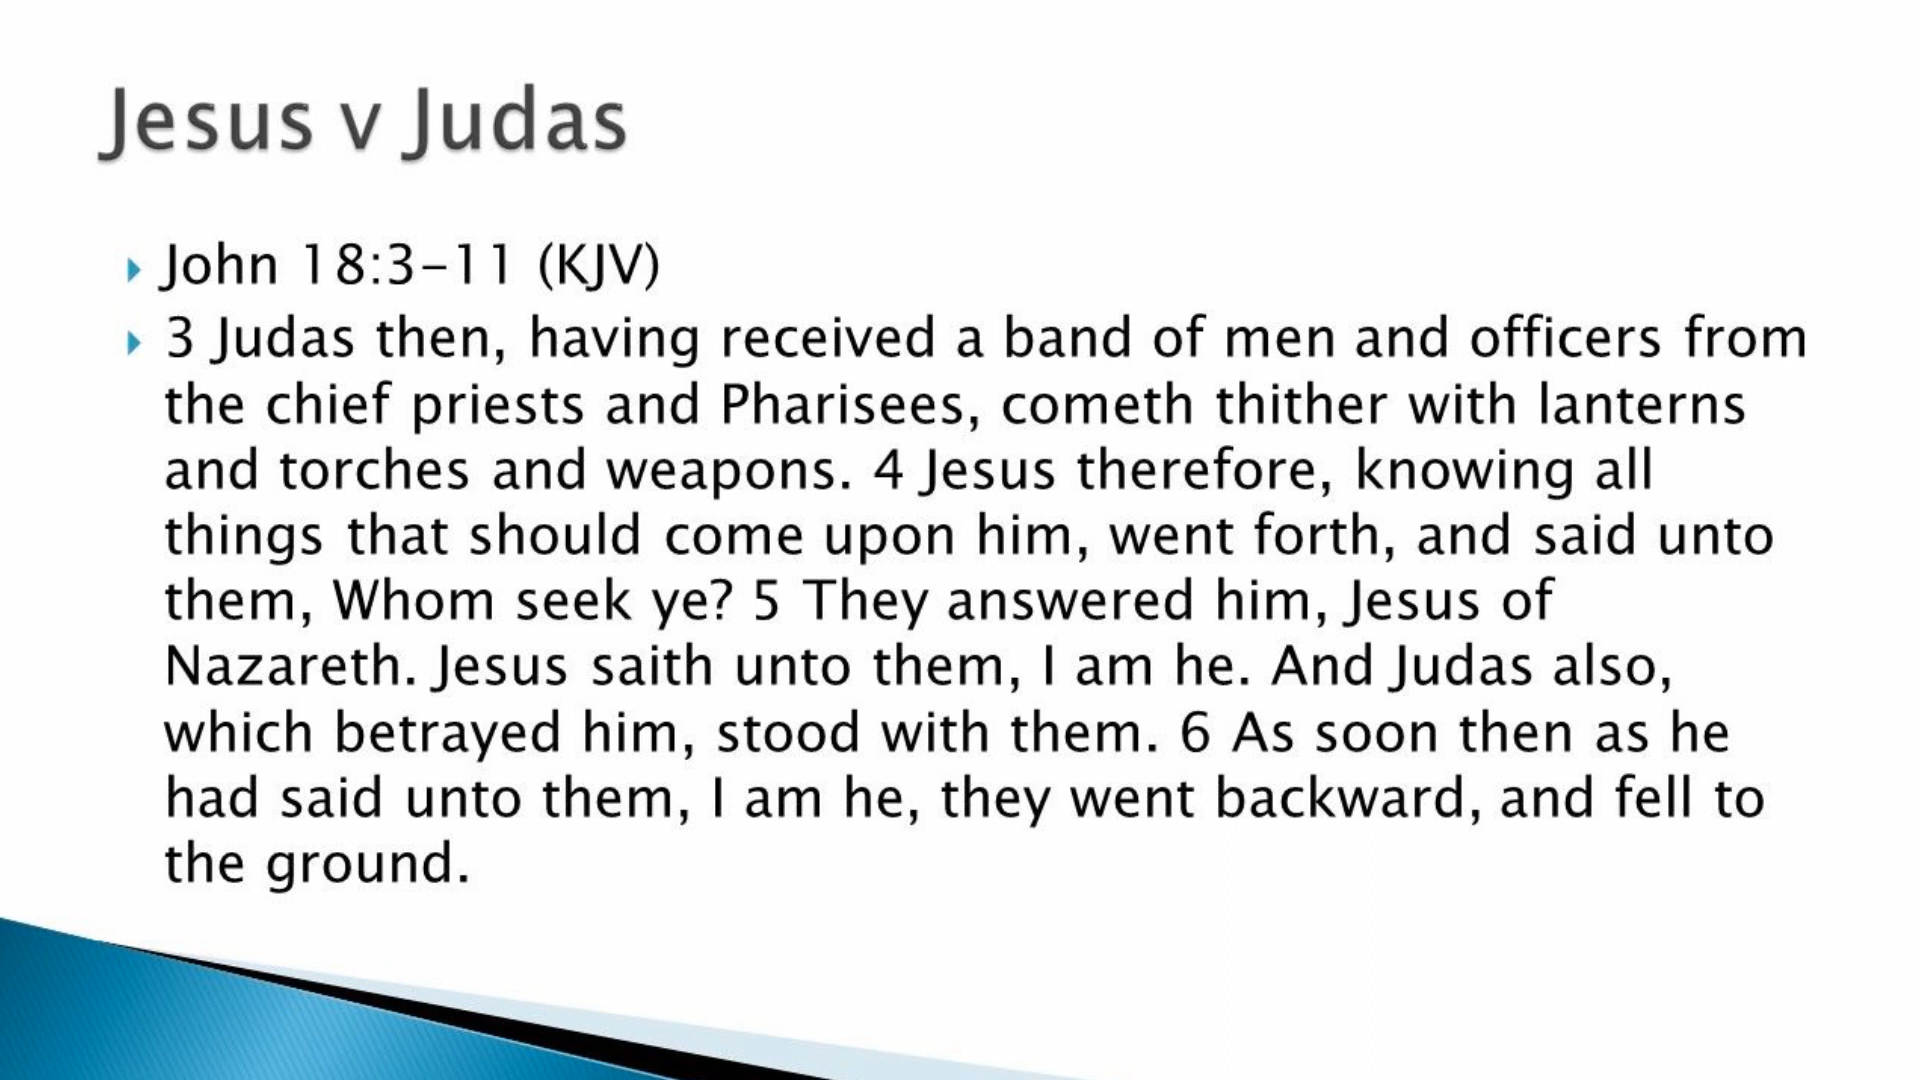 Jesus v Judas
John 18:3-11 (KJV)
3 Judas then, having received a band of men and officers from
the chief priests and Pharisees, cometh thither with lanterns
and torches and weapons. 4 Jesus therefore, knowing all
things that should come upon him, went forth, and said unto
them, Whom seek ye? 5 They answered him, Jesus of
Nazareth. Jesus saith unto them, I am he. And Judas also,
which betrayed him, stood with them. 6 As soon then as he
had said unto them, I am he, they went backward, and fell to
the ground.